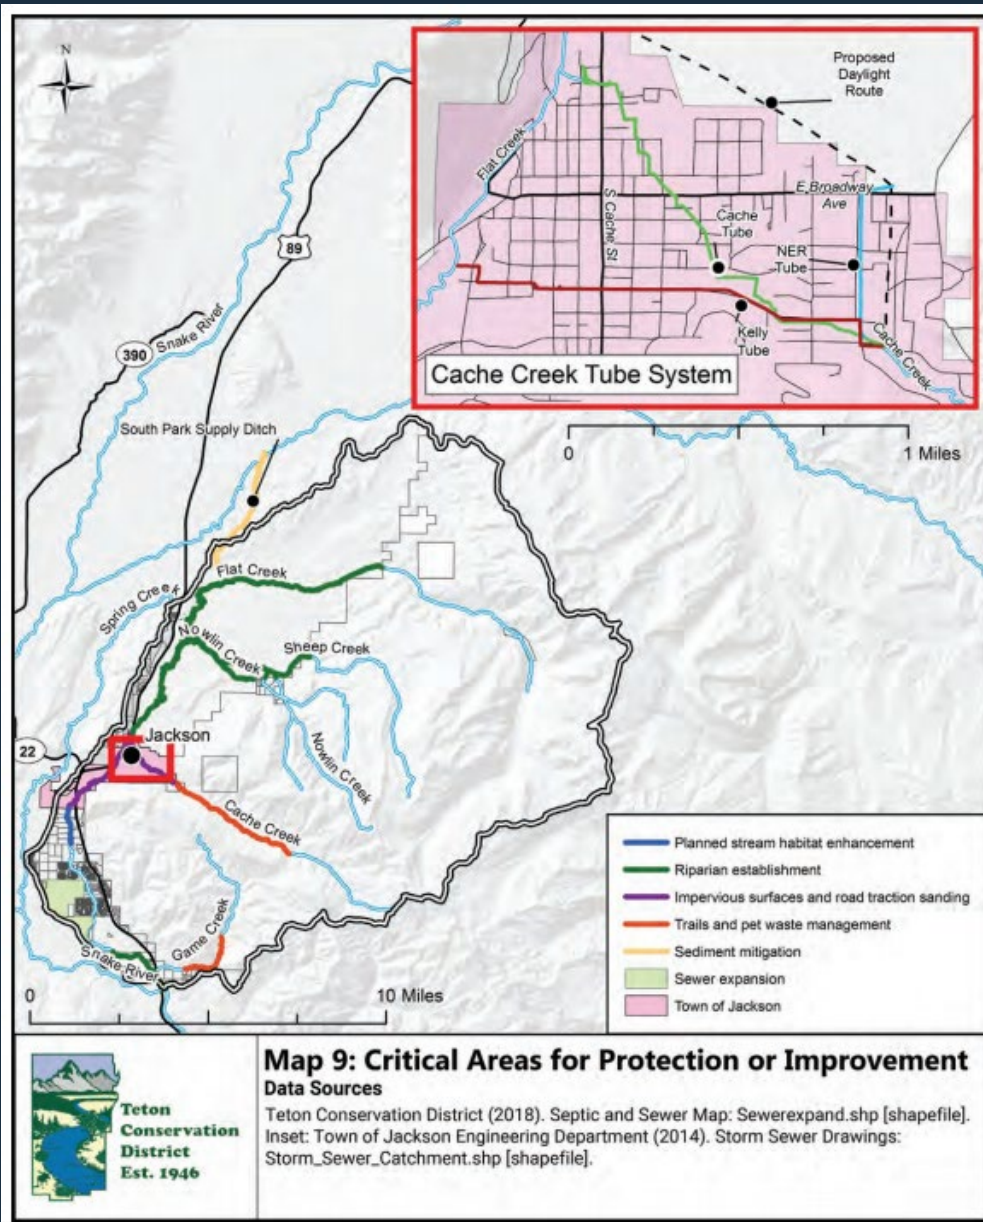 N
Proposed
Daylight
Route
Flat Creek
E Broadway
Ave
S Cache St
Cache
Tube
NER
Tube
Kelly
Tube
Cache Creek
Cache Creek Tube System
0
1 Miles
89
Snake River
390
South Park Supply Ditch
Flat Creek
Spring Creek
Nowlin Creek
Sheep Creek
Jackson
22
Nowlin Creek
Cache Creek
Game Creek
Snake River
0
10 Miles
Planned stream habitat enhancement
Riparian establishment
Impervious surfaces and road traction sanding
Trails and pet waste management
Sediment mitigation
Sewer expansion
Town of Jackson
Teton
Conservation
District
Est. 1946
Map 9: Critical Areas for Protection or Improvement
Data Sources
Teton Conservation District (2018). Septic and Sewer Map: Sewerexpand.shp [shapefile].
Inset: Town of Jackson Engineering Department (2014). Storm Sewer Drawings:
Storm_Sewer_Catchment.shp [shapefile].